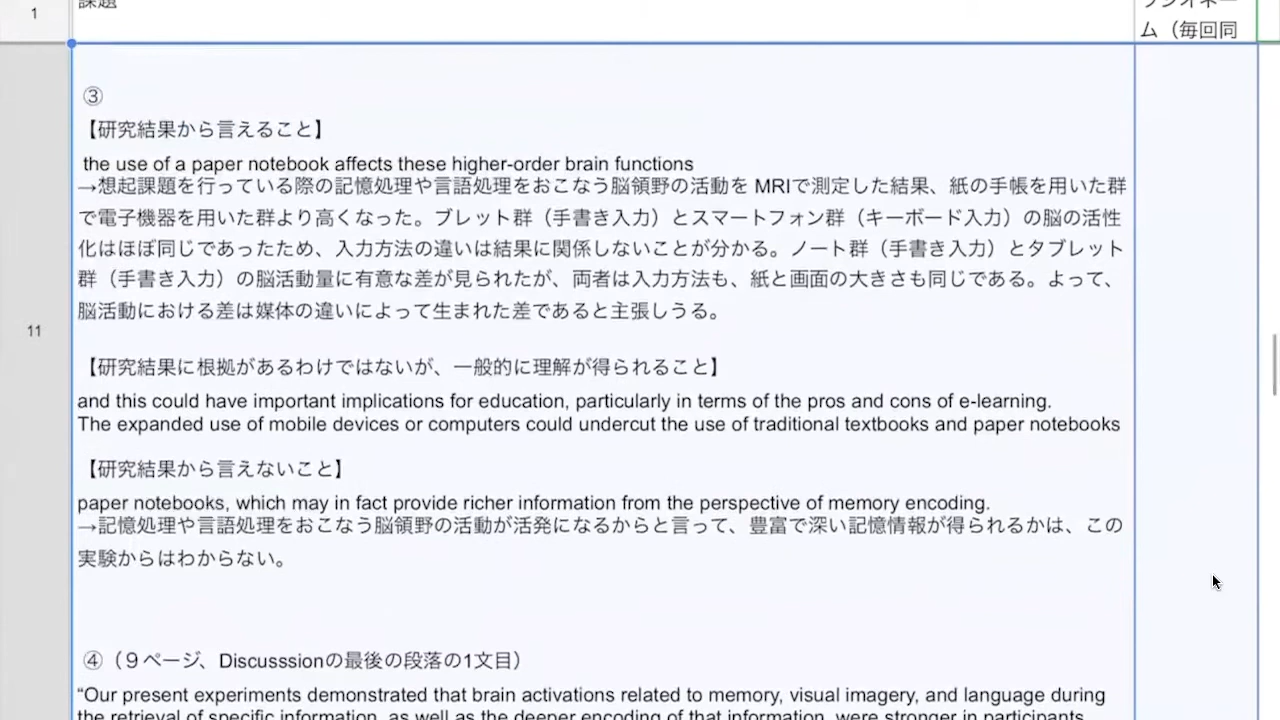 1
課題
ム（毎回同
11
③
【研究結果から言えること】
the use of a paper notebook affects these higher-order brain functions
→想起課題を行っている際の記憶処理や言語処理をおこなう脳領野の活動を MRIで測定した結果、紙の手帳を用いた群
で電子機器を用いた群より高くなった。ブレット群（手書き入力）とスマートフォン群（キーボード入力）の脳の活性
化はほぼ同じであったため、入力方法の違いは結果に関係しないことが分かる。ノート群（手書き入力）とタブレット
群（手書き入力）の脳活動量に有意な差が見られたが、両者は入力方法も、紙と画面の大きさも同じである。よって、
脳活動における差は媒体の違いによって生まれた差であると主張しうる。
【研究結果に根拠があるわけではないが、一般的に理解が得られること】
and this could have important implications for education, particularly in terms of the pros and cons of e-learning.
The expanded use of mobile devices or computers could undercut the use of traditional textbooks and paper notebooks
【研究結果から言えないこと】
paper notebooks, which may in fact provide richer information from the perspective of memory encoding.
→記憶処理や言語処理をおこなう脳領野の活動が活発になるからと言って、豊富で深い記憶情報が得られるかは、この
実験からはわからない。
④（９ページ、Discusssionの最後の段落の1文目）
“Our present experiments demonstrated that brain activations related to memory, visual imagery, and language during
the retrieval of specific information, as well as the deeper encoding of that information, were stronger in participants